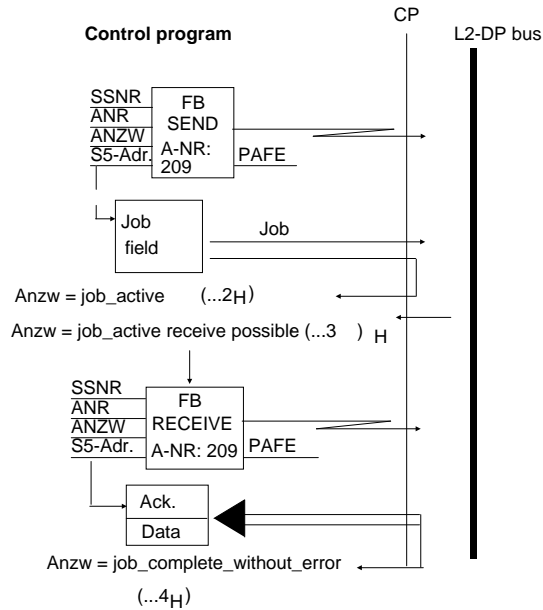 CP
Control program
L2-DP bus
SSNR
ANR
ANZW
S5-Adr.
FB
SEND
A-NR:
209
PAFE
Job
field
Job
Anzw = job_active (...2H)
Anzw = job_active receive possible (...3 ) H
SSNR
ANR
ANZW
S5-Adr.
FB
RECEIVE
A-NR: 209
PAFE
Ack.
Data
Anzw = job_complete_without_error
(...4H)